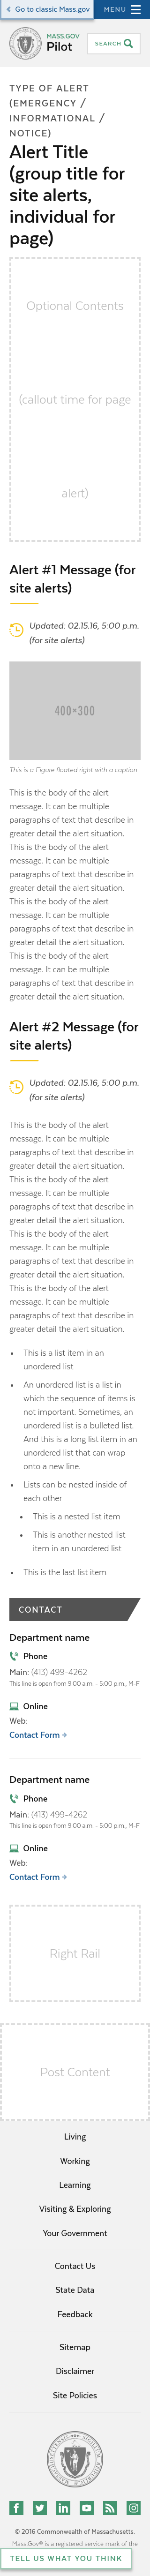 Go to classic Mass.gov
MENU
MASS.GOV
Pilot
SEARCH
TYPE OF ALERT
(EMERGENCY /
INFORMATIONAL /
NOTICE)
Alert Title
(group title for
site alerts,
individual for
page)
Optional Contents
(callout time for page
alert)
Alert #1 Message (for
site alerts)
Updated: 02.15.16, 5:00 p.m.
(for site alerts)
400×300
This is a Figure floated right with a caption
This is the body of the alert
message. It can be multiple
paragraphs of text that describe in
greater detail the alert situation.
This is the body of the alert
message. It can be multiple
paragraphs of text that describe in
greater detail the alert situation.
This is the body of the alert
message. It can be multiple
paragraphs of text that describe in
greater detail the alert situation.
This is the body of the alert
message. It can be multiple
paragraphs of text that describe in
greater detail the alert situation.
Alert #2 Message (for
site alerts)
Updated: 02.15.16, 5:00 p.m.
(for site alerts)
This is the body of the alert
message. It can be multiple
paragraphs of text that describe in
greater detail the alert situation.
This is the body of the alert
message. It can be multiple
paragraphs of text that describe in
greater detail the alert situation.
This is the body of the alert
message. It can be multiple
paragraphs of text that describe in
greater detail the alert situation.
This is the body of the alert
message. It can be multiple
paragraphs of text that describe in
greater detail the alert situation.
• This is a list item in an
unordered list
• An unordered list is a list in
which the sequence of items is
not important. Sometimes, an
unordered list is a bulleted list.
And this is a long list item in an
unordered list that can wrap
onto a new line.
• Lists can be nested inside of
each other
• This is a nested list item
• This is another nested list
item in an unordered list
• This is the last list item
CONTACT
Department name
Phone
Main: (413) 499-4262
This line is open from 9:00 a.m. - 5:00 p.m., M-F
Online
Web:
Contact Form
Department name
Phone
Main: (413) 499-4262
This line is open from 9:00 a.m. - 5:00 p.m., M-F
Online
Web:
Contact Form
Right Rail
Post Content
Living
Working
Learning
Visiting & Exploring
Your Government
Contact Us
State Data
Feedback
Sitemap
Disclaimer
Site Policies
© 2016 Commonwealth of Massachusetts.
Mass.Gov® is a registered service mark of the
TELL US WHAT YOU THINK